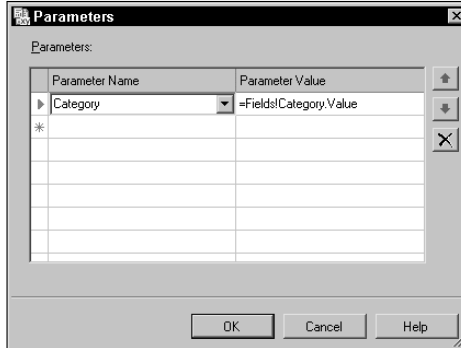 Parameters
Parameters:
Parameter Name Parameter Value
Category =Fields!Category.Value
OK Cancel Help